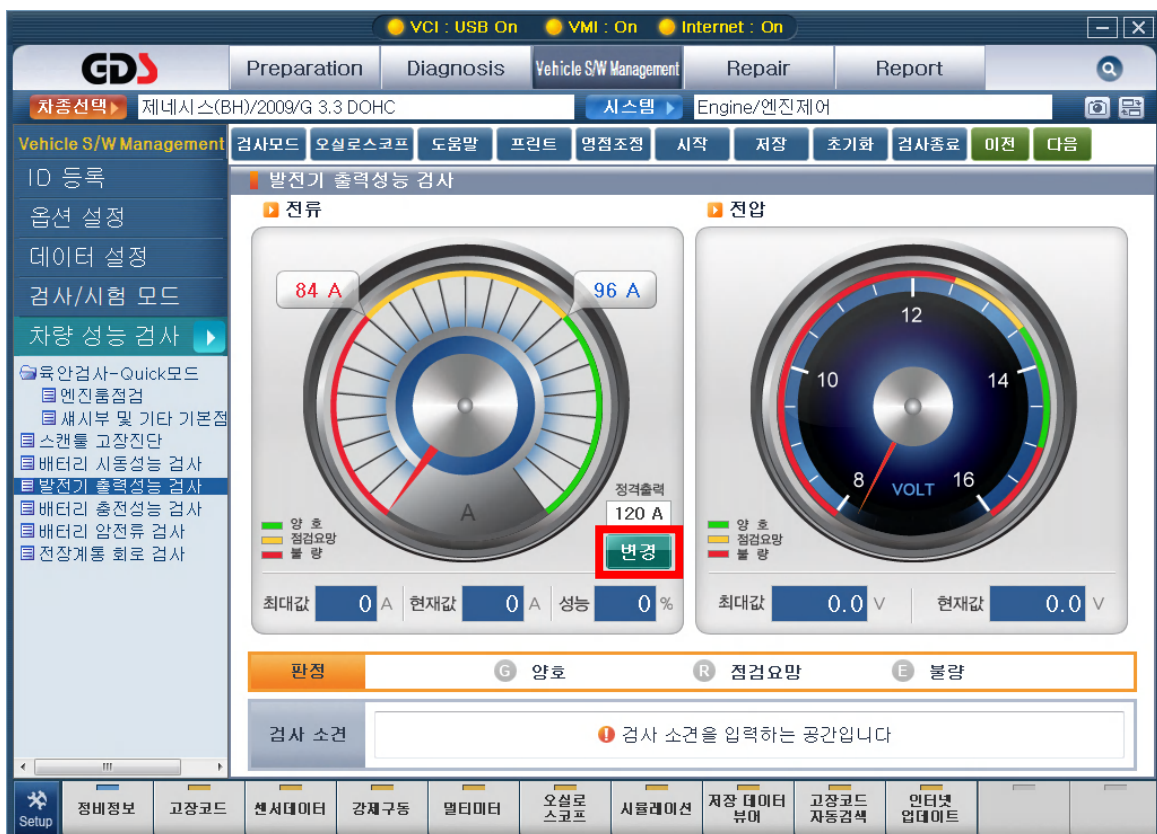 VCI : USB On VMI : On Internet : On
GDS
Preparation Diagnosis Vehicle S/W Management Repair Report
차종선택 제네시스(BH)/2009/G 3.3 DOHC 시스템 Engine/엔진제어
Vehicle S/W Management
검사모드 오실로스코프 도움말 프린트 영점조정 시작 저장 초기화 검사종료 이전 다음
ID 등록
옵션 설정
데이터 설정
검사/시험 모드
차량 성능 검사
육안검사-Quick모드
엔진룸점검
섀시부 및 기타 기본점
스캔툴 고장진단
배터리 시동성능 검사
발전기 출력성능 검사
배터리 충전성능 검사
배터리 암전류 검사
전장계통 회로 검사
발전기 출력성능 검사
전류
84 A
96 A
A
정격출력
120 A
변경
양 호
점검요망
불 량
최대값 0 A 현재값 0 A 성능 0 %
전압
8
10
12
14
16
VOLT
양 호
점검요망
불 량
최대값 0.0 V 현재값 0.0 V
판정 G 양호 R 점검요망 E 불량
검사 소견 검사 소견을 입력하는 공간입니다
Setup
정비정보
고장코드
센서데이터
강제구동
멀티미터
오실로
스코프
시뮬레이션
저장 데이터
뷰어
고장코드
자동검색
인터넷
업데이트